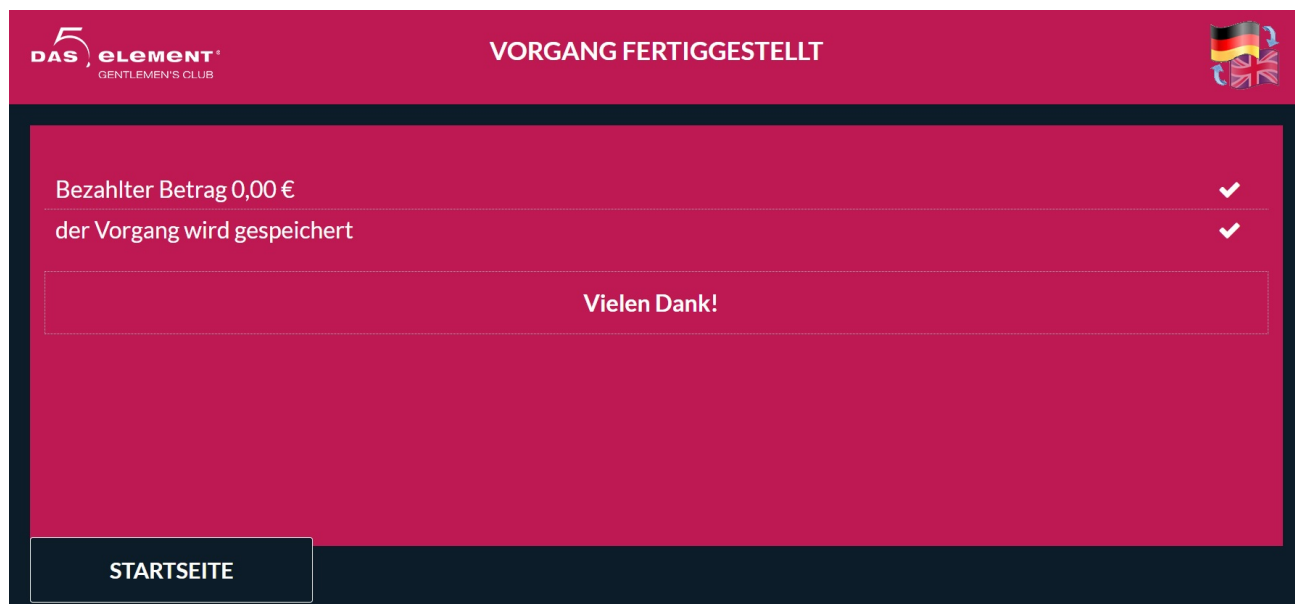 DAS 5 element®
GENTLEMEN'S CLUB
VORGANG FERTIGGESTELLT
Bezahlter Betrag 0,00 €
der Vorgang wird gespeichert
Vielen Dank!
STARTSEITE